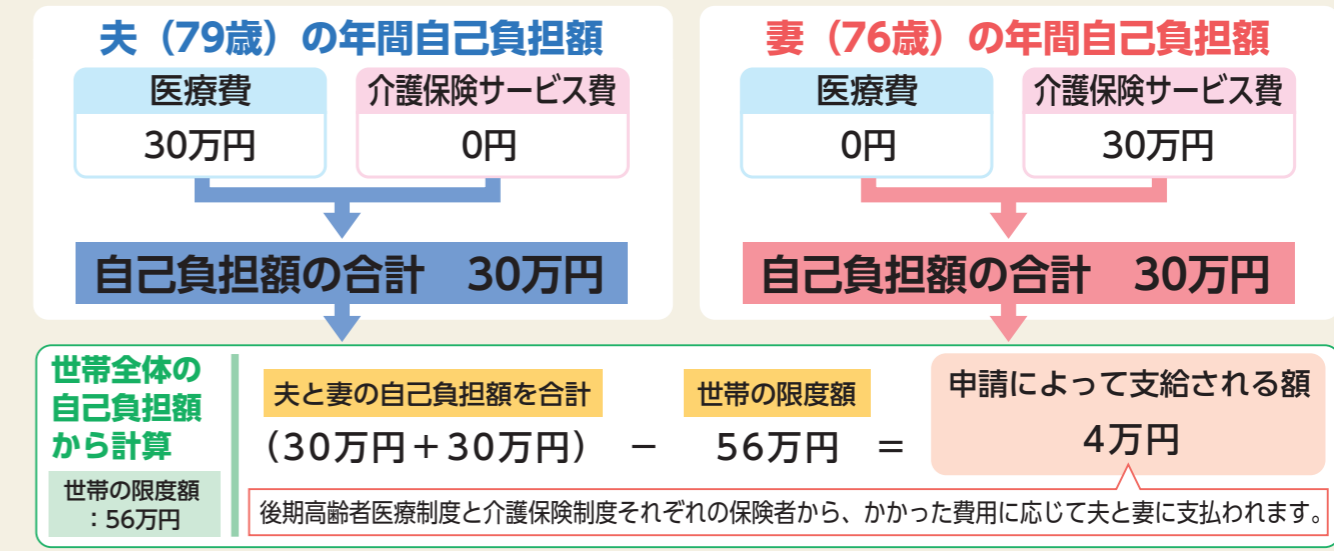 夫（79歳）の年間自己負担額
医療費
30万円
介護保険サービス費
0円
自己負担額の合計　30万円
妻（76歳）の年間自己負担額
医療費
0円
介護保険サービス費
30万円
自己負担額の合計　30万円
世帯全体の
自己負担額
から計算
世帯の限度額
：56万円
夫と妻の自己負担額を合計
世帯の限度額
申請によって支給される額
（30万円＋30万円）　－　56万円　＝　4万円
後期高齢者医療制度と介護保険制度それぞれの保険者から、かかった費用に応じて夫と妻に支払われます。